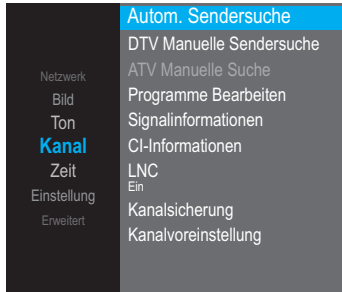 Netzwerk
Bild
Ton
Kanal
Zeit
Einstellung
Erweitert
Autom. Sendersuche
DTV Manuelle Sendersuche
ATV Manuelle Suche
Programme Bearbeiten
Signalinformationen
CI-Informationen
LNC
Ein
Kanalsicherung
Kanalvoreinstellung